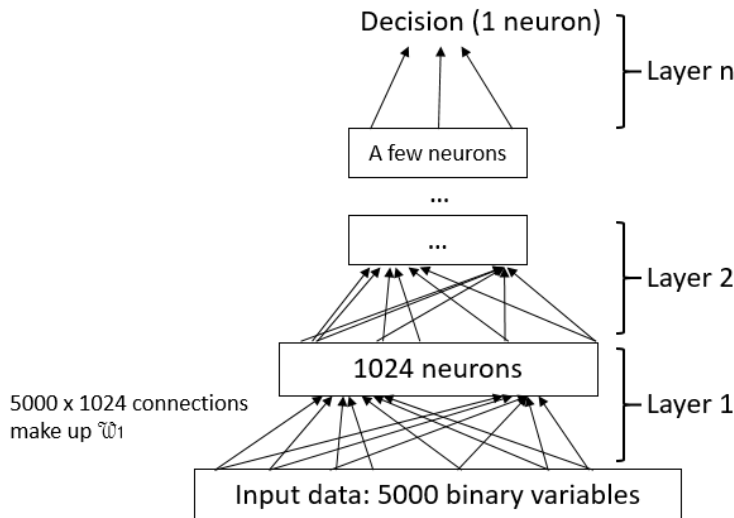 Decision (1 neuron)
Layer n
A few neurons
...
...
Layer 2
1024 neurons
5000 x 1024 connections
make up 𝔚1
Layer 1
Input data: 5000 binary variables